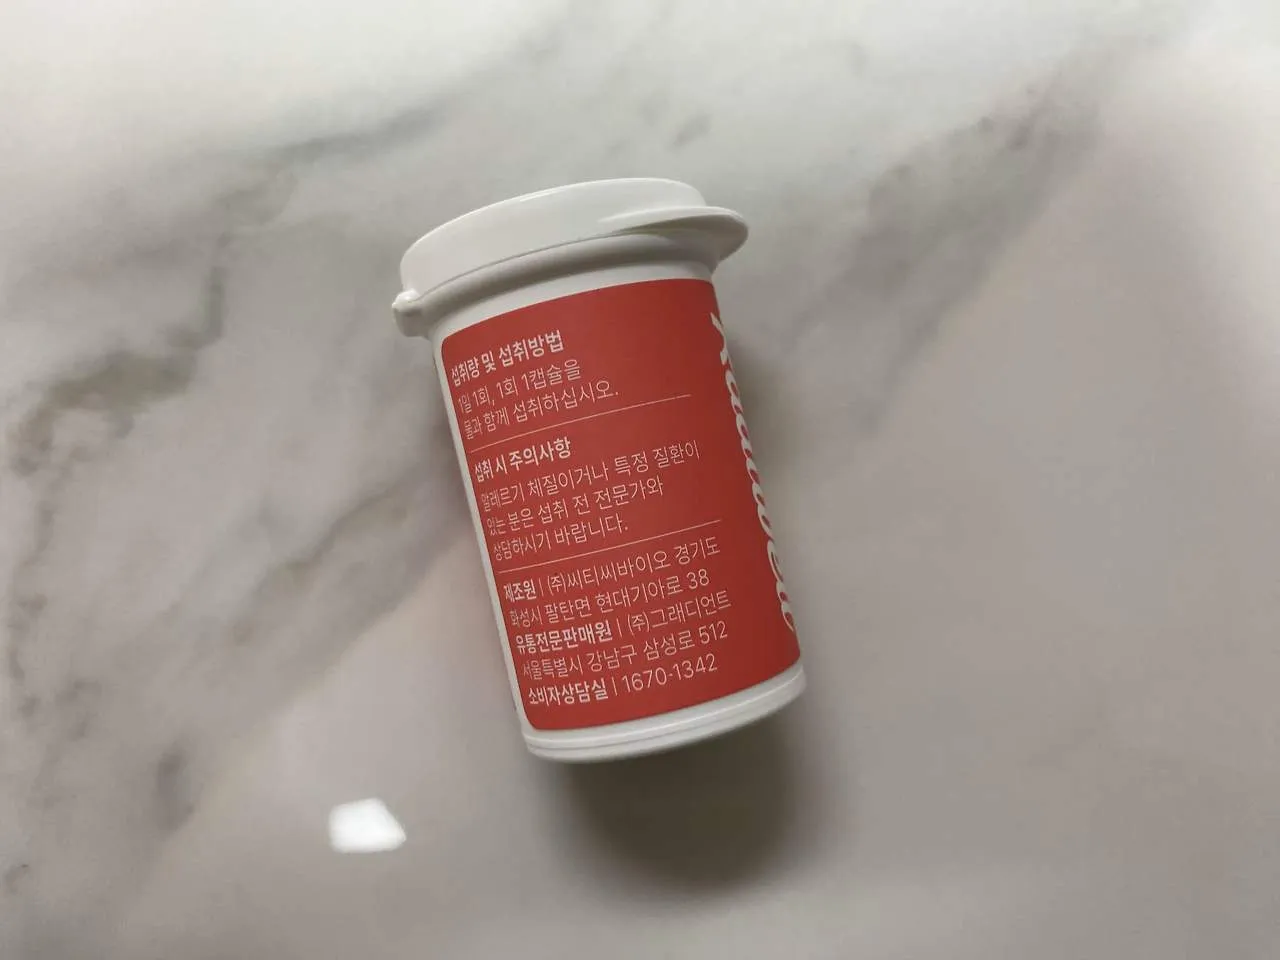 섭취량 및 섭취방법
1일 1회, 1회 1캡슐을
물과 함께 섭취하십시오.
섭취 시 주의사항
알레르기 체질이거나 특정 질환이
있는 분은 섭취 전 전문가와
상담하시기 바랍니다.
제조원 | (주)씨티씨바이오 경기도
화성시 팔탄면 현대기아로 38
유통전문판매원 | (주)그래디언트
서울특별시 강남구 삼성로 512
소비자상담실 | 1670-1342